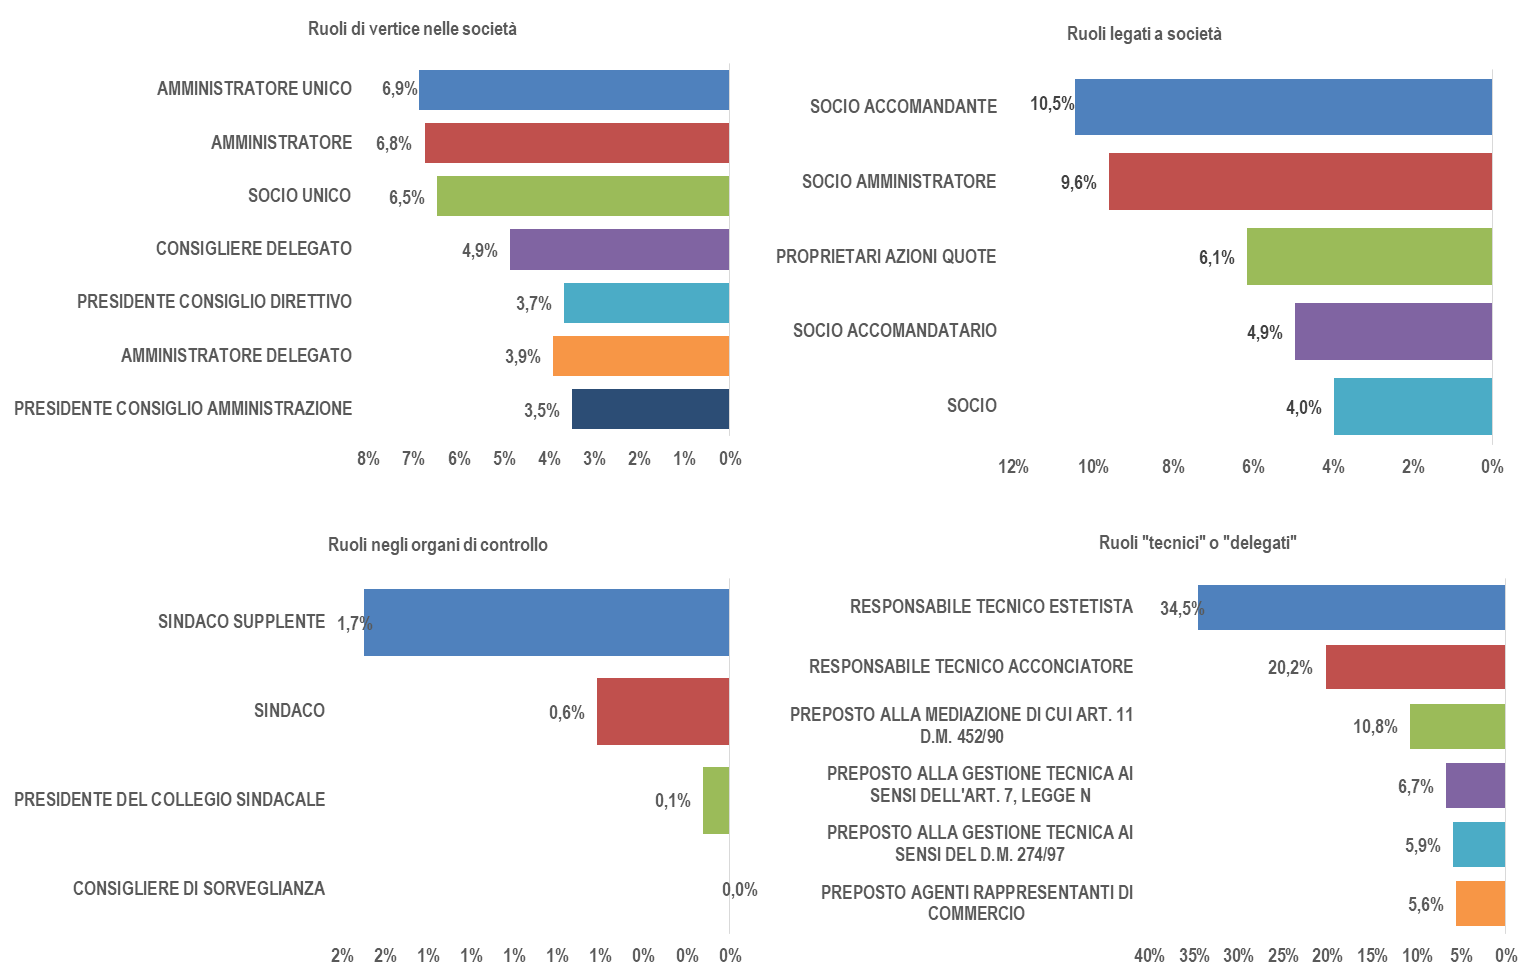 Ruoli di vertice nelle società
AMMINISTRATORE UNICO 6,9%
AMMINISTRATORE 6,8%
SOCIO UNICO 6,5%
CONSIGLIERE DELEGATO 4,9%
PRESIDENTE CONSIGLIO DIRETTIVO 3,7%
AMMINISTRATORE DELEGATO 3,9%
PRESIDENTE CONSIGLIO AMMINISTRAZIONE 3,5%
8% 7% 6% 5% 4% 3% 2% 1% 0%
Ruoli legati a società
SOCIO ACCOMANDANTE 10,5%
SOCIO AMMINISTRATORE 9,6%
PROPRIETARI AZIONI QUOTE 6,1%
SOCIO ACCOMANDATARIO 4,9%
SOCIO 4,0%
12% 10% 8% 6% 4% 2% 0%
Ruoli negli organi di controllo
SINDACO SUPPLENTE 1,7%
SINDACO 0,6%
PRESIDENTE DEL COLLEGIO SINDACALE 0,1%
CONSIGLIERE DI SORVEGLIANZA 0,0%
2% 2% 1% 1% 1% 1% 1% 0% 0% 0%
Ruoli "tecnici" o "delegati"
RESPONSABILE TECNICO ESTETISTA 34,5%
RESPONSABILE TECNICO ACCONCIATORE 20,2%
PREPOSTO ALLA MEDIAZIONE DI CUI ART. 11
D.M. 452/90 10,8%
PREPOSTO ALLA GESTIONE TECNICA AI
SENSI DELL'ART. 7, LEGGE N 6,7%
PREPOSTO ALLA GESTIONE TECNICA AI
SENSI DEL D.M. 274/97 5,9%
PREPOSTO AGENTI RAPPRESENTANTI DI
COMMERCIO 5,6%
40% 35% 30% 25% 20% 15% 10% 5% 0%